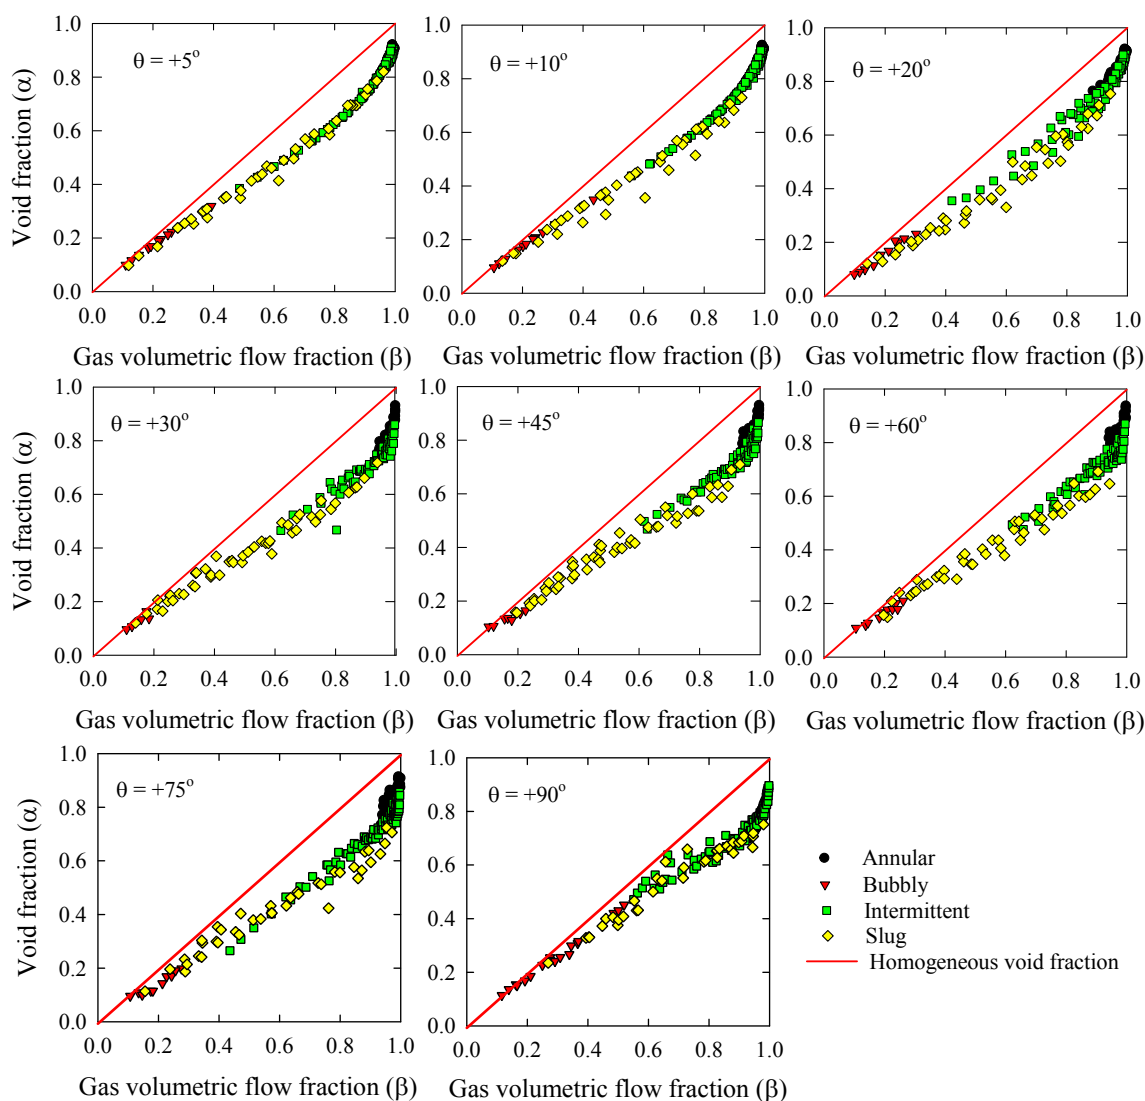 θ = +5°
1.0
0.8
0.6
0.4
0.2
0.0
0.0 0.2 0.4 0.6 0.8 1.0
Void fraction (α)
Gas volumetric flow fraction (β)
θ = +10°
1.0
0.8
0.6
0.4
0.2
0.0
0.0 0.2 0.4 0.6 0.8 1.0
Gas volumetric flow fraction (β)
θ = +20°
1.0
0.8
0.6
0.4
0.2
0.0
0.0 0.2 0.4 0.6 0.8 1.0
Gas volumetric flow fraction (β)
θ = +30°
1.0
0.8
0.6
0.4
0.2
0.0
0.0 0.2 0.4 0.6 0.8 1.0
Void fraction (α)
Gas volumetric flow fraction (β)
θ = +45°
1.0
0.8
0.6
0.4
0.2
0.0
0.0 0.2 0.4 0.6 0.8 1.0
Gas volumetric flow fraction (β)
θ = +60°
1.0
0.8
0.6
0.4
0.2
0.0
0.0 0.2 0.4 0.6 0.8 1.0
Gas volumetric flow fraction (β)
θ = +75°
1.0
0.8
0.6
0.4
0.2
0.0
0.0 0.2 0.4 0.6 0.8 1.0
Void fraction (α)
Gas volumetric flow fraction (β)
θ = +90°
1.0
0.8
0.6
0.4
0.2
0.0
0.0 0.2 0.4 0.6 0.8 1.0
Gas volumetric flow fraction (β)
Annular
Bubbly
Intermittent
Slug
Homogeneous void fraction